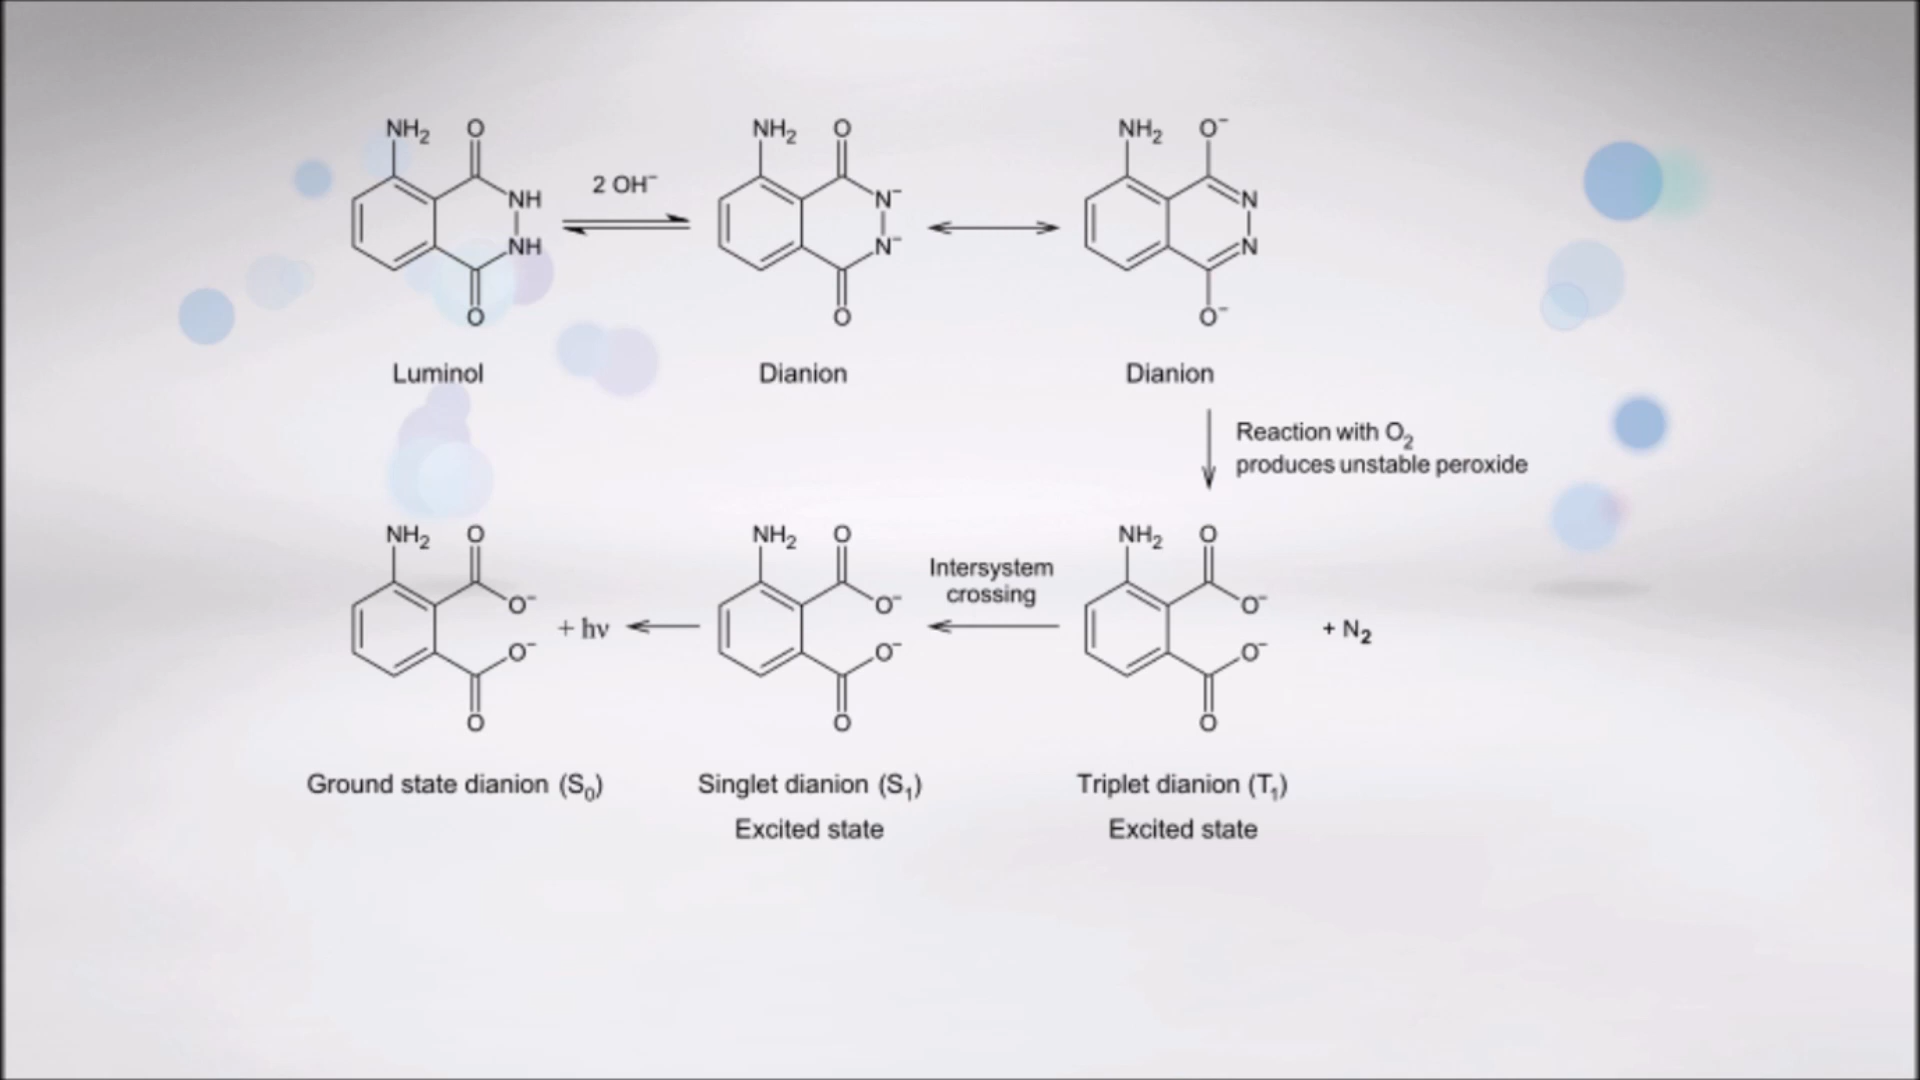 NH₂ O
NH
NH
O
Luminol
2 OH⁻
NH₂ O
N⁻
N⁻
O
Dianion
NH₂ O⁻
N
N
O⁻
Dianion
Reaction with O₂
produces unstable peroxide
NH₂ O
O⁻
O⁻
O
+ hν
Ground state dianion (S₀)
NH₂ O
O⁻
O⁻
O
Singlet dianion (S₁)
Excited state
Intersystem
crossing
NH₂ O
O⁻
O⁻
O
+ N₂
Triplet dianion (T₁)
Excited state